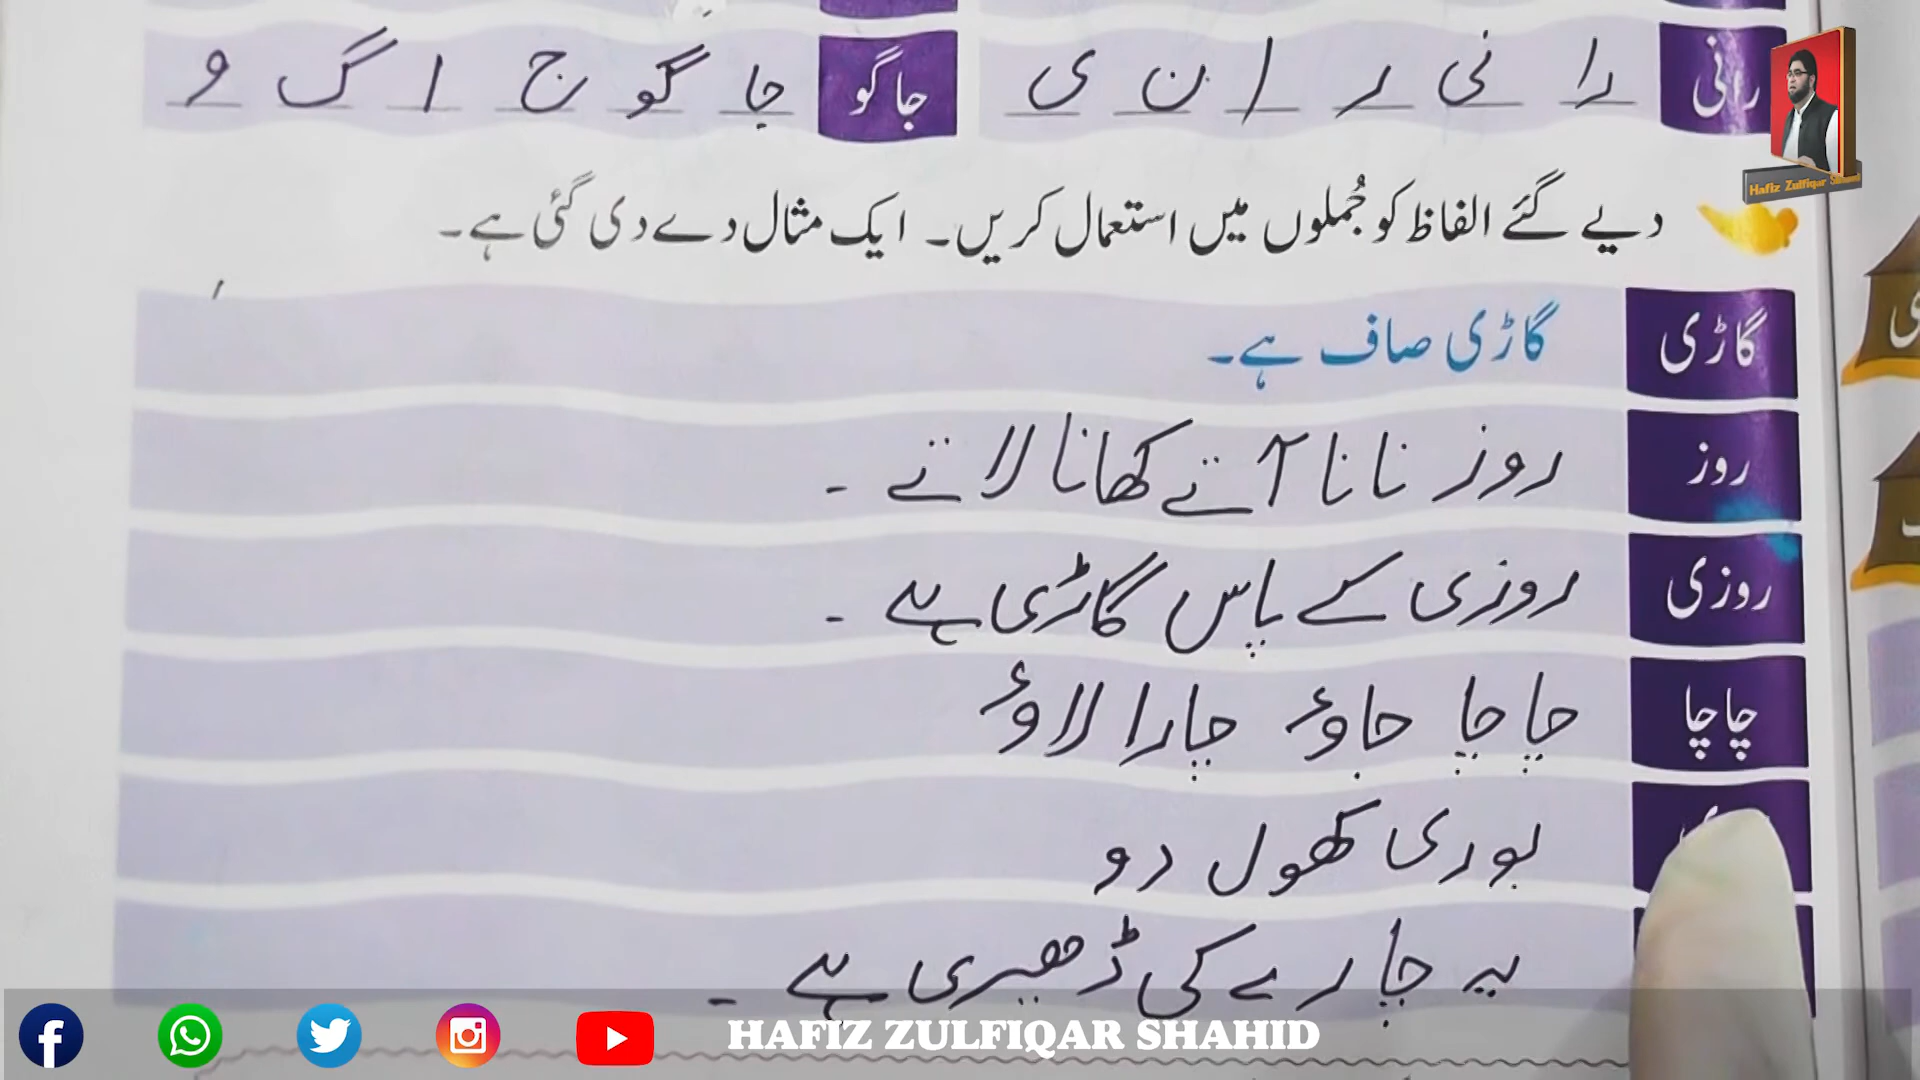 رانی را نی ر ا ن ی جاگو جا گو ج ا گ و
Hafiz Zulfiqar
دیے گئے الفاظ کو جُملوں میں استعمال کریں۔ ایک مثال دے دی گئی ہے۔
گاڑی گاڑی صاف ہے۔
روز روز نانا آتے کھانا لاتے ۔
روزی روزی کے پاس گاڑی ہے ۔
چاچا چاچا جاؤ چارا لاؤ
بوری کھول دو
یہ چارے کی ڈھیری ہے ۔
HAFIZ ZULFIQAR SHAHID